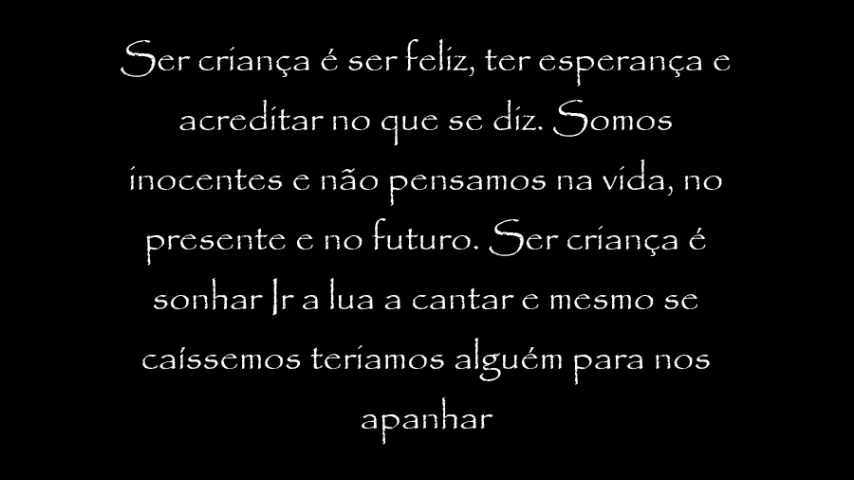 Ser criança é ser feliz, ter esperança e
acreditar no que se diz. Somos
inocentes e não pensamos na vida, no
presente e no futuro. Ser criança é
sonhar Ir a lua a cantar e mesmo se
caíssemos teriamos alguém para nos
apanhar